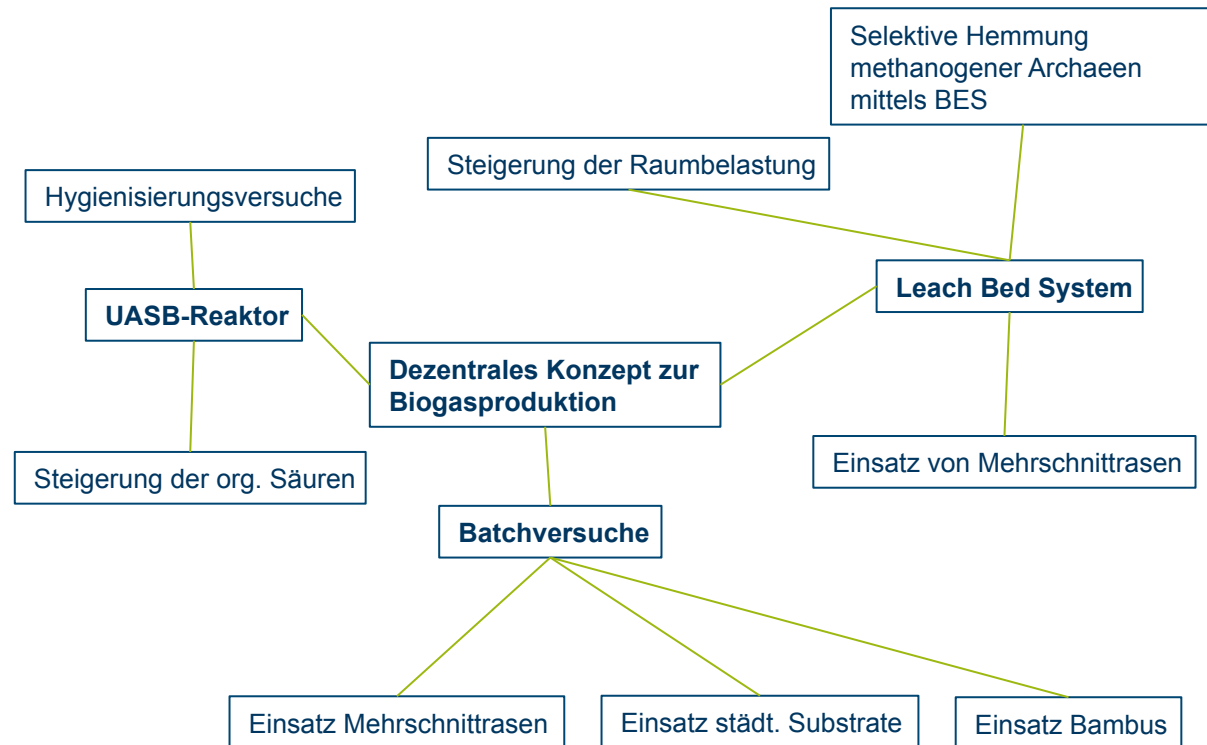 Selektive Hemmung
methanogener Archaeen
mittels BES
Steigerung der Raumbelastung
Hygienisierungsversuche
Leach Bed System
UASB-Reaktor
Dezentrales Konzept zur
Biogasproduktion
Einsatz von Mehrschnittrasen
Steigerung der org. Säuren
Batchversuche
Einsatz Mehrschnittrasen
Einsatz städt. Substrate
Einsatz Bambus